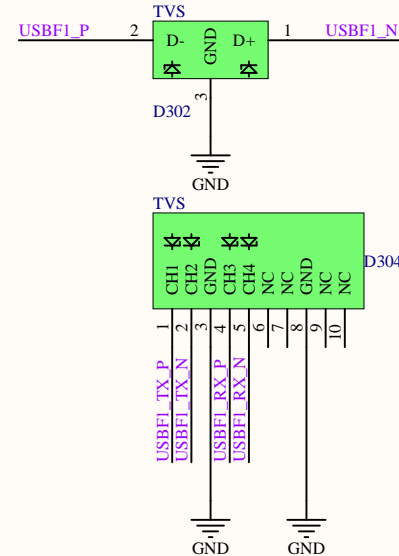 TVS
USBF1_P 2 D- GND D+ 1 USBF1_N
3
D302
GND
TVS
D304
CH1 CH2 GND CH3 CH4 NC NC GND NC NC
1 2 3 4 5 6 7 8 9 10
USBF1_TX_P
USBF1_TX_N
USBF1_RX_P
USBF1_RX_N
GND GND